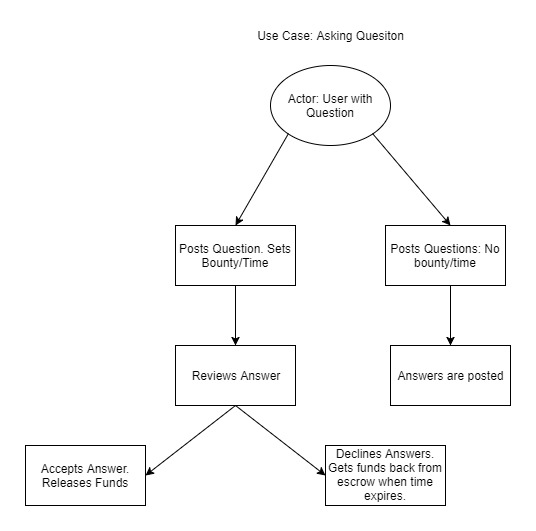 Use Case: Asking Quesiton
Actor: User with
Question
Posts Question. Sets
Bounty/Time
Posts Questions: No
bounty/time
Reviews Answer
Answers are posted
Accepts Answer.
Releases Funds
Declines Answers.
Gets funds back from
escrow when time
expires.